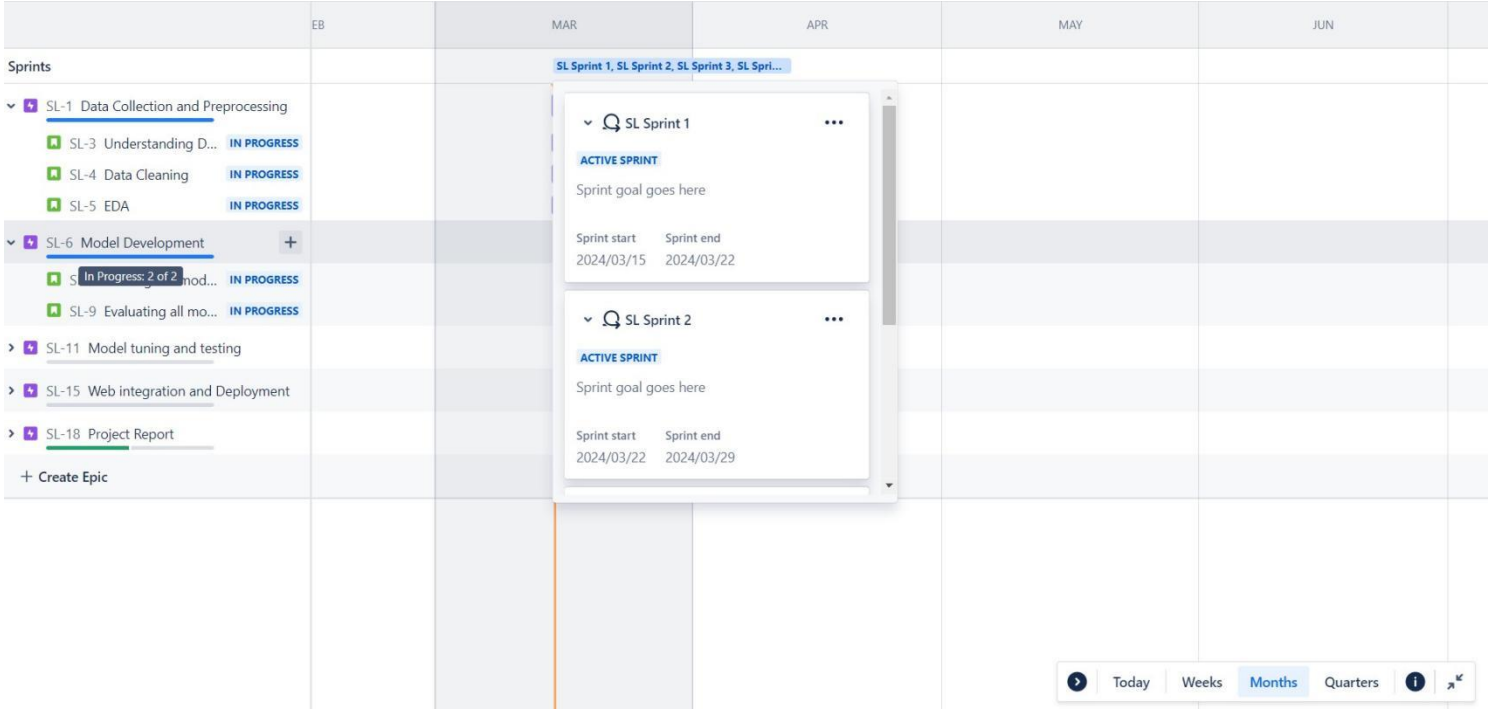 EB MAR APR MAY JUN
Sprints
SL Sprint 1, SL Sprint 2, SL Sprint 3, SL Spri...
SL-1 Data Collection and Preprocessing
SL-3 Understanding D... IN PROGRESS
SL-4 Data Cleaning IN PROGRESS
SL-5 EDA IN PROGRESS
SL-6 Model Development +
In Progress: 2 of 2
S mod... IN PROGRESS
SL-9 Evaluating all mo... IN PROGRESS
SL-11 Model tuning and testing
SL-15 Web integration and Deployment
SL-18 Project Report
+ Create Epic
SL Sprint 1
ACTIVE SPRINT
Sprint goal goes here
Sprint start Sprint end
2024/03/15 2024/03/22
SL Sprint 2
ACTIVE SPRINT
Sprint goal goes here
Sprint start Sprint end
2024/03/22 2024/03/29
Today Weeks Months Quarters